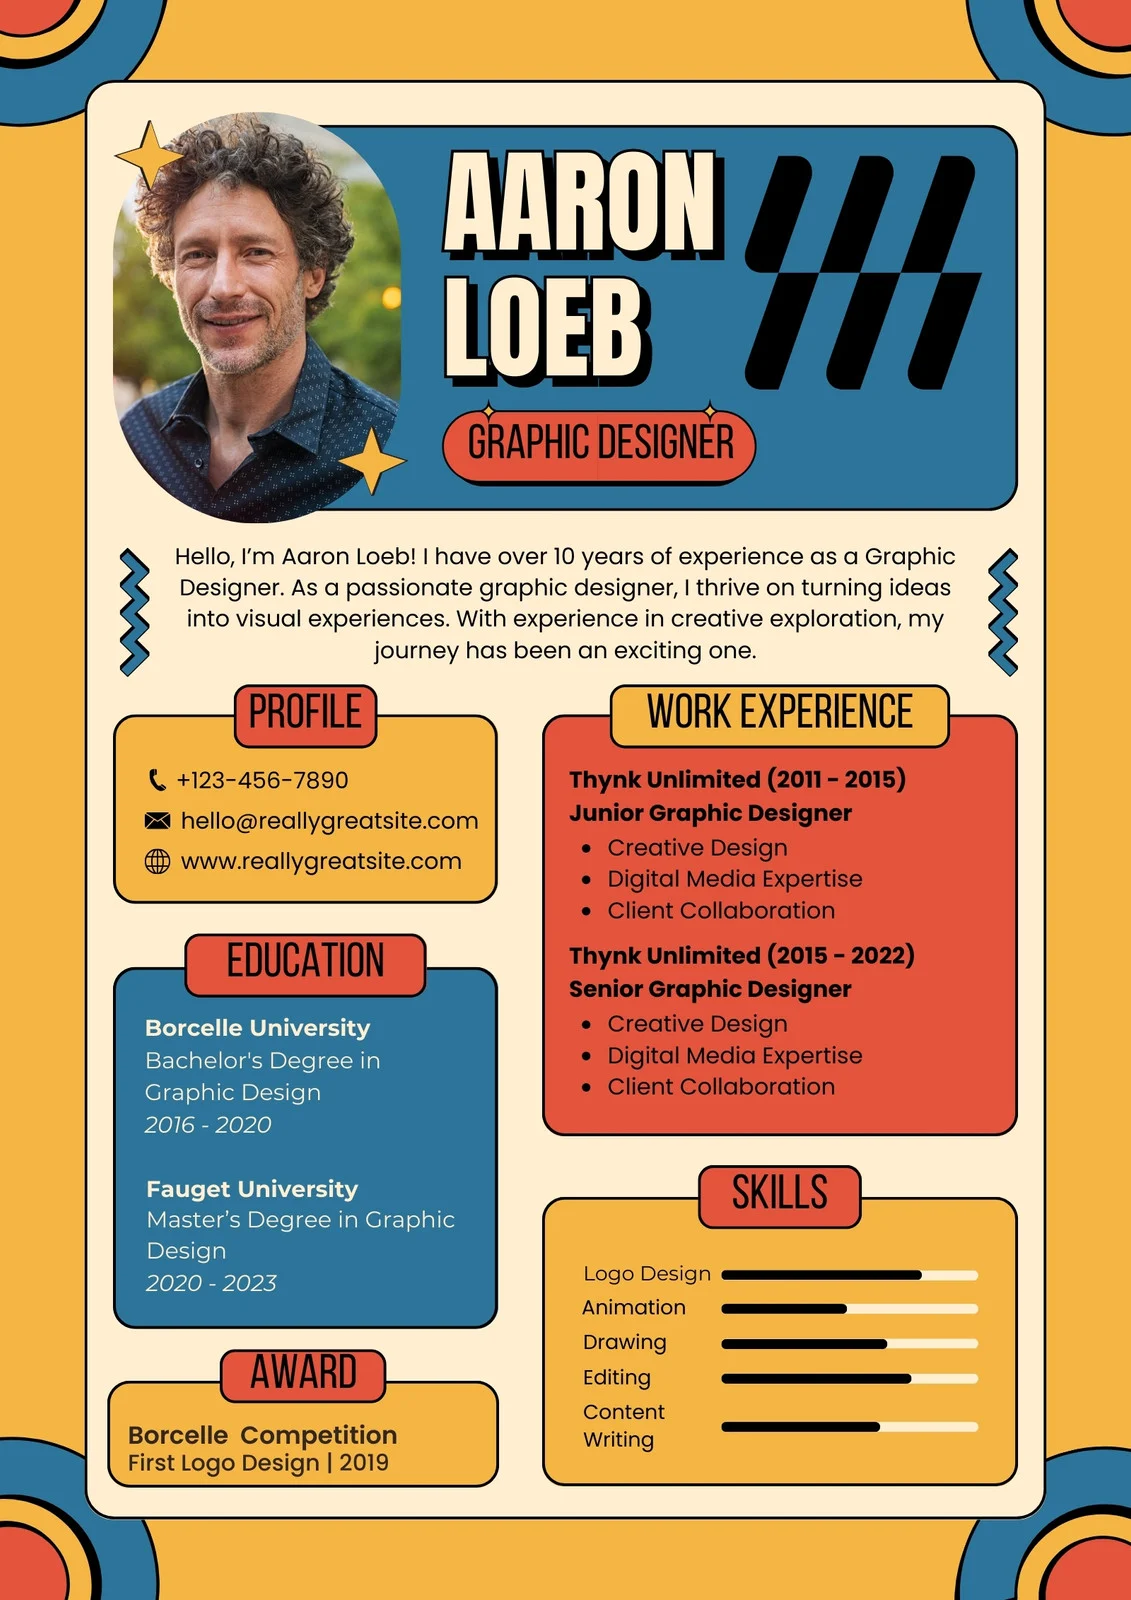 AARON
LOEB
GRAPHIC DESIGNER
Hello, I’m Aaron Loeb! I have over 10 years of experience as a Graphic
Designer. As a passionate graphic designer, I thrive on turning ideas
into visual experiences. With experience in creative exploration, my
journey has been an exciting one.
PROFILE
+123-456-7890
hello@reallygreatsite.com
www.reallygreatsite.com
EDUCATION
Borcelle University
Bachelor's Degree in
Graphic Design
2016 - 2020
Fauget University
Master’s Degree in Graphic
Design
2020 - 2023
AWARD
Borcelle Competition
First Logo Design | 2019
WORK EXPERIENCE
Thynk Unlimited (2011 - 2015)
Junior Graphic Designer
• Creative Design
• Digital Media Expertise
• Client Collaboration
Thynk Unlimited (2015 - 2022)
Senior Graphic Designer
• Creative Design
• Digital Media Expertise
• Client Collaboration
SKILLS
Logo Design
Animation
Drawing
Editing
Content
Writing